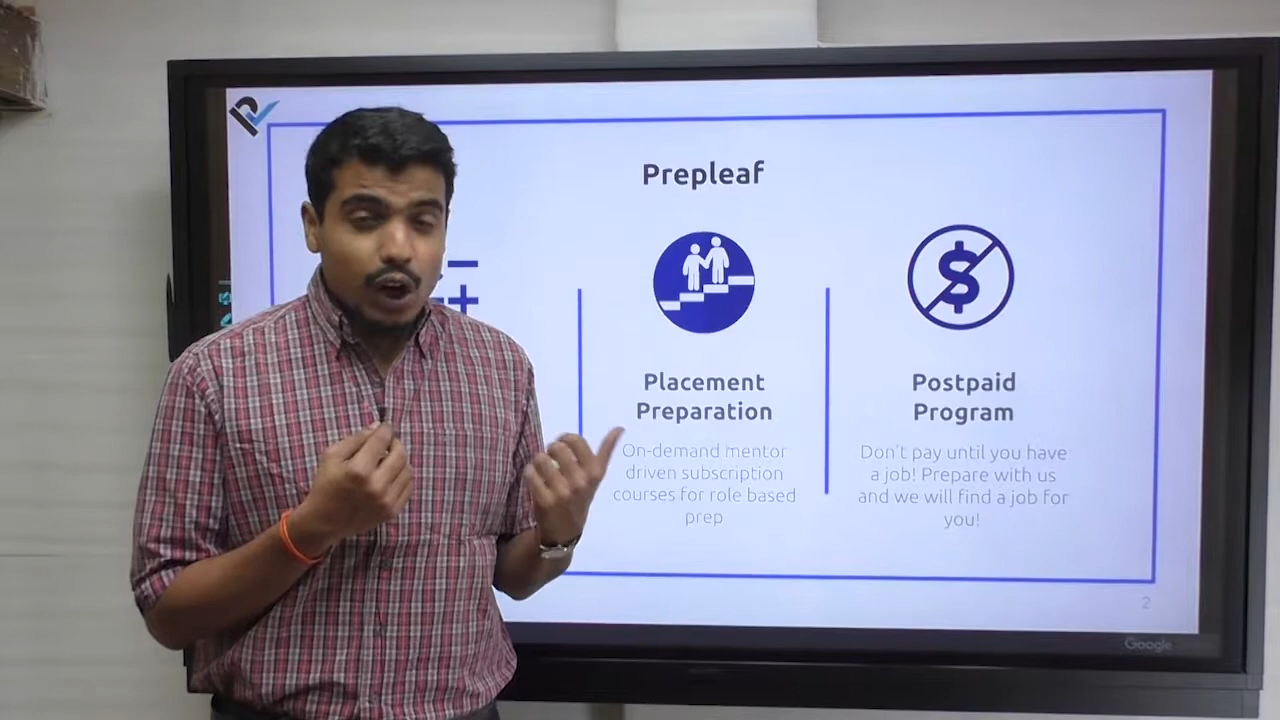 Prepleaf
Placement
Preparation
On-demand mentor
driven subscription
courses for role based
prep
Postpaid
Program
Don't pay until you have
a job! Prepare with us
and we will find a job for
you!
2
Google